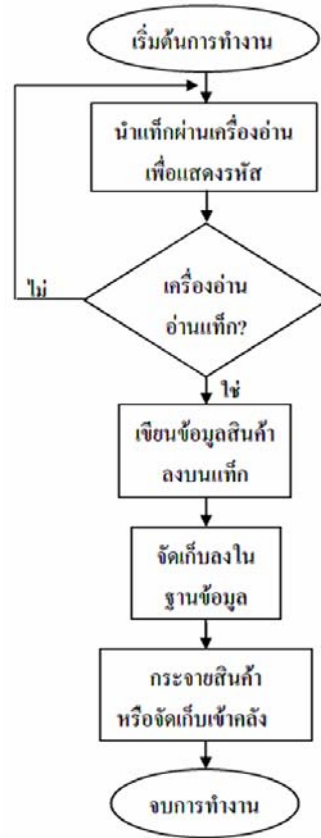 เริ่มต้นการทำงาน
นำแท็กผ่านเครื่องอ่าน
เพื่อแสดงรหัส
เครื่องอ่าน
อ่านแท็ก?
ไม่
ใช่
เขียนข้อมูลสินค้า
ลงบนแท็ก
จัดเก็บลงใน
ฐานข้อมูล
กระจายสินค้า
หรือจัดเก็บเข้าคลัง
จบการทำงาน